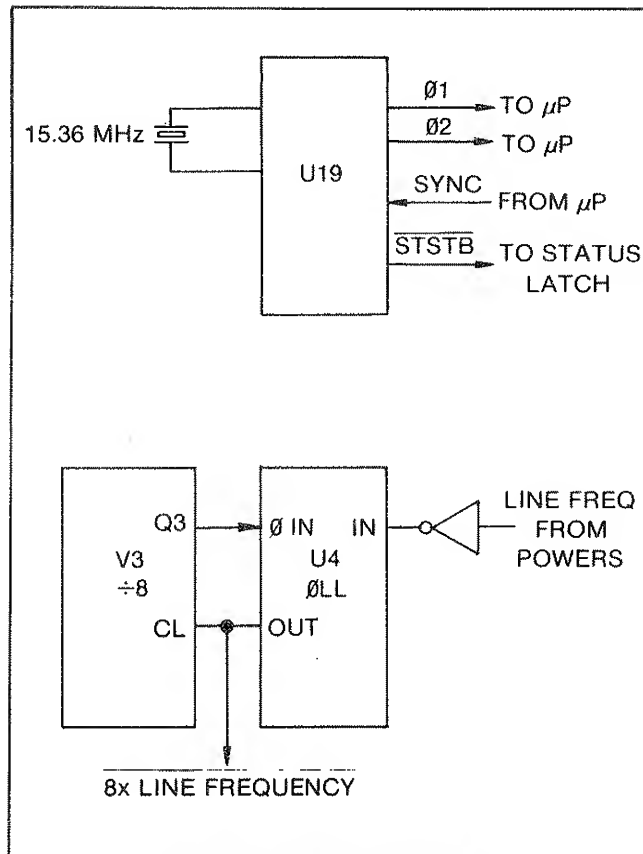 Ø1
TO µP
15.36 MHz
Ø2
TO µP
U19
SYNC
FROM µP
STSTB
TO STATUS
LATCH
LINE FREQ
FROM
POWERS
Q3
Ø IN
IN
V3
÷8
U4
ØLL
CL
OUT
8x LINE FREQUENCY